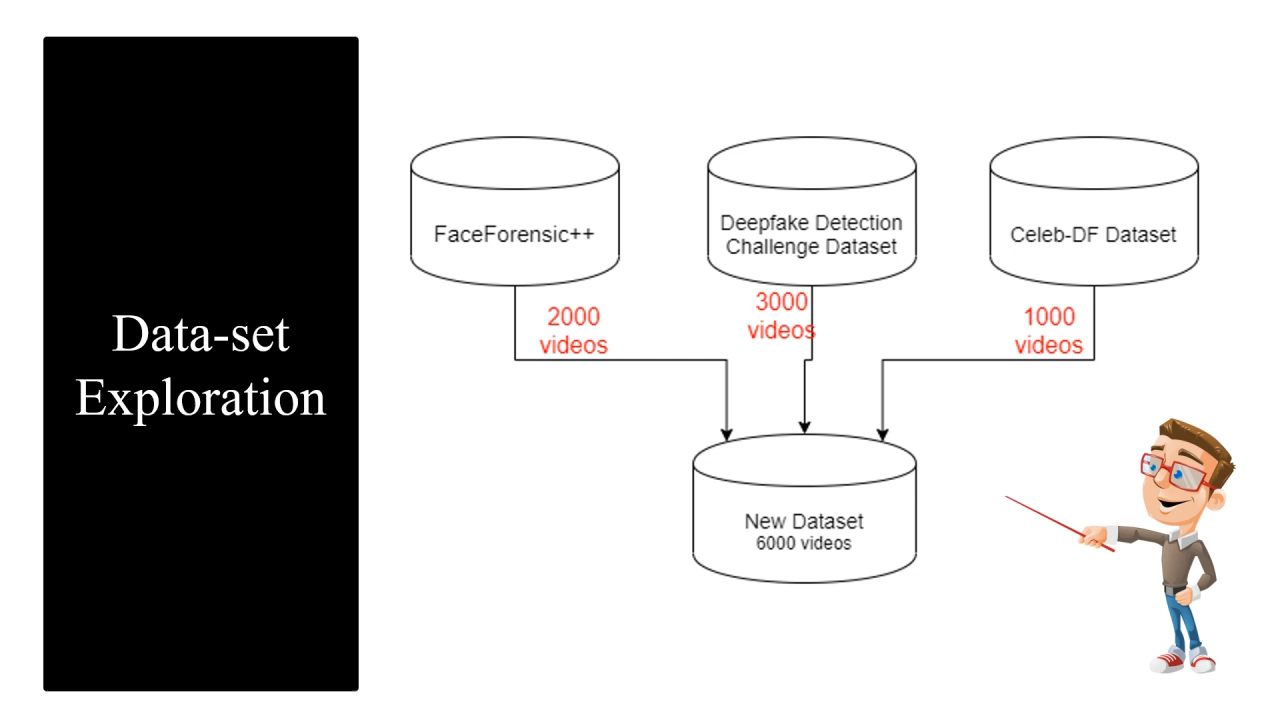 Data-set
Exploration
FaceForensic++
Deepfake Detection
Challenge Dataset
Celeb-DF Dataset
2000
videos
3000
videos
1000
videos
New Dataset
6000 videos